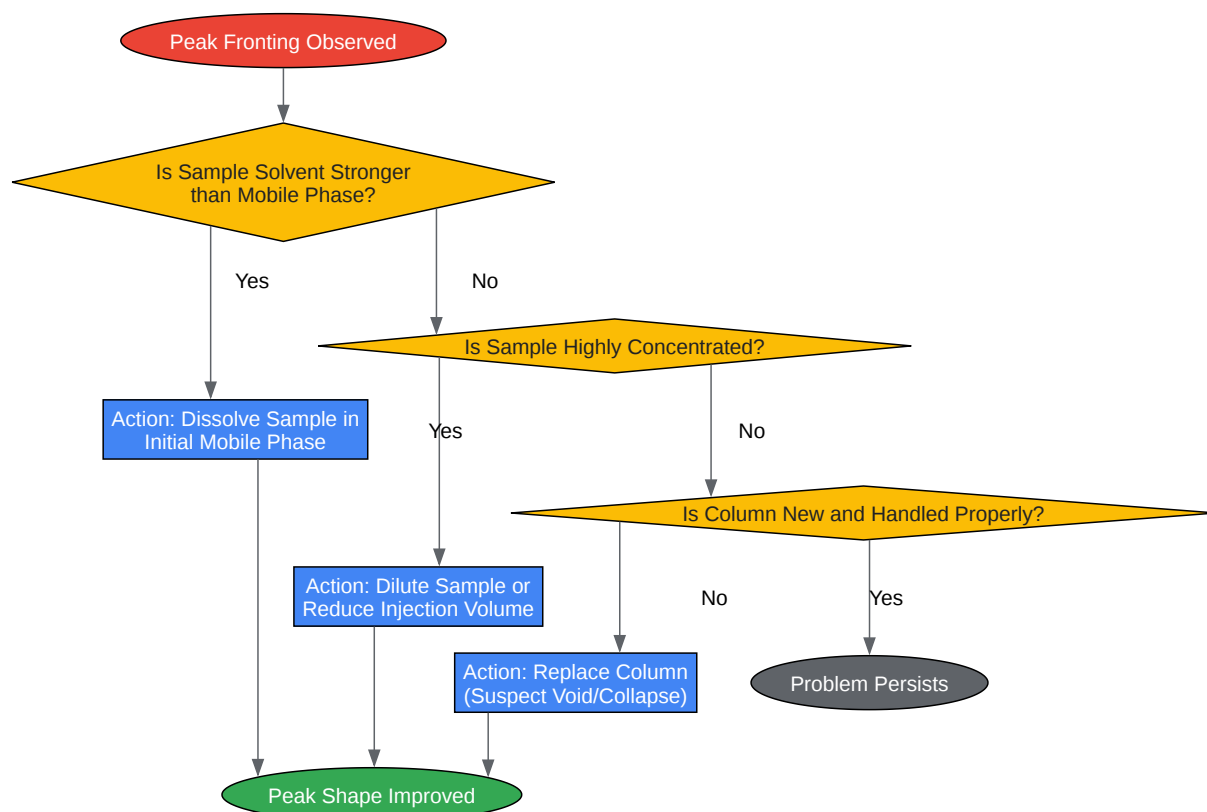 Peak Fronting Observed
Is Sample Solvent Stronger
than Mobile Phase?
Yes
No
Is Sample Highly Concentrated?
Action: Dissolve Sample in
Initial Mobile Phase
Yes
No
Is Column New and Handled Properly?
Action: Dilute Sample or
Reduce Injection Volume
No
Yes
Action: Replace Column
(Suspect Void/Collapse)
Problem Persists
Peak Shape Improved